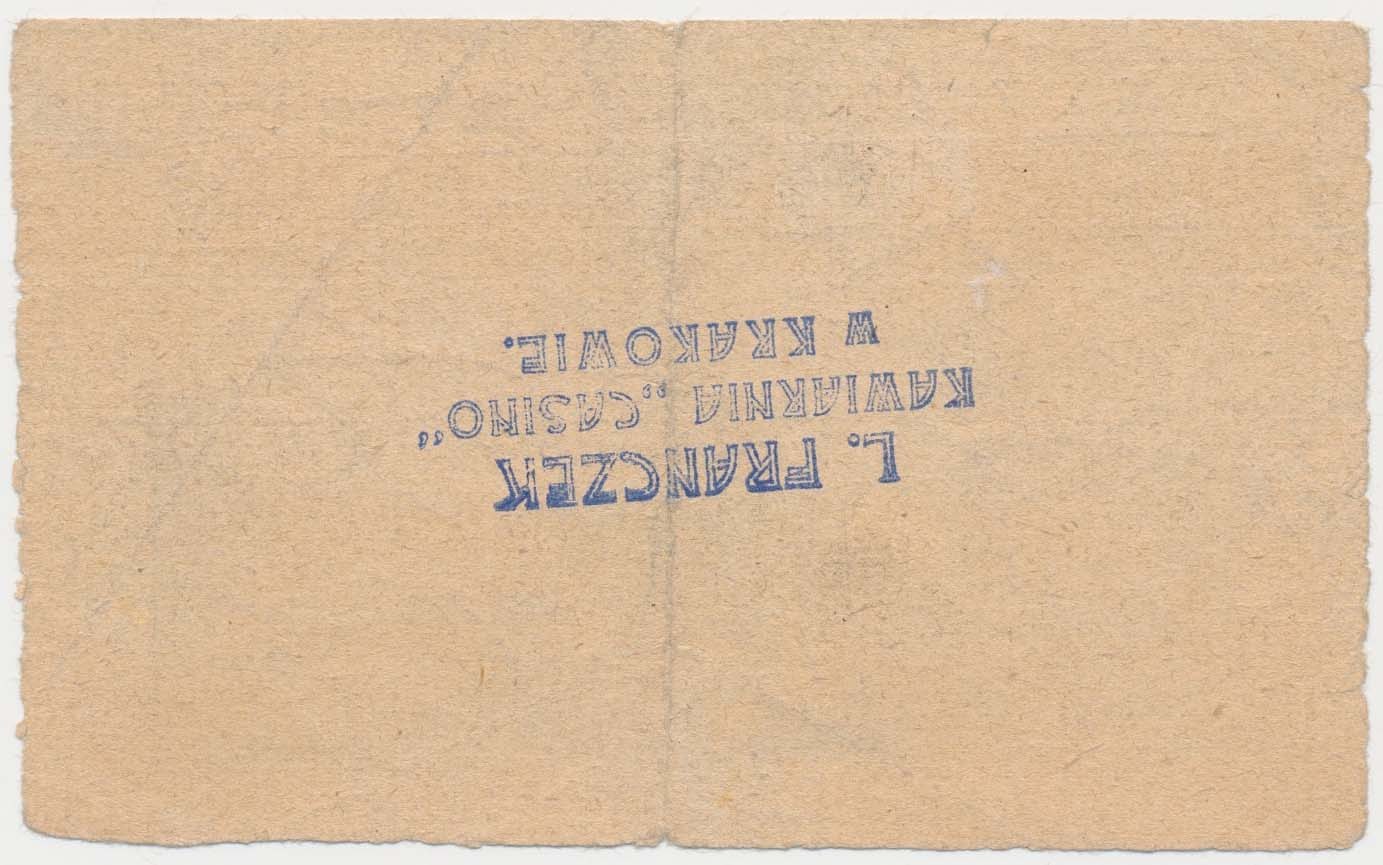 L. FRANCZEK
KAWIARNIA „CASINO“
W KRAKOWIE.